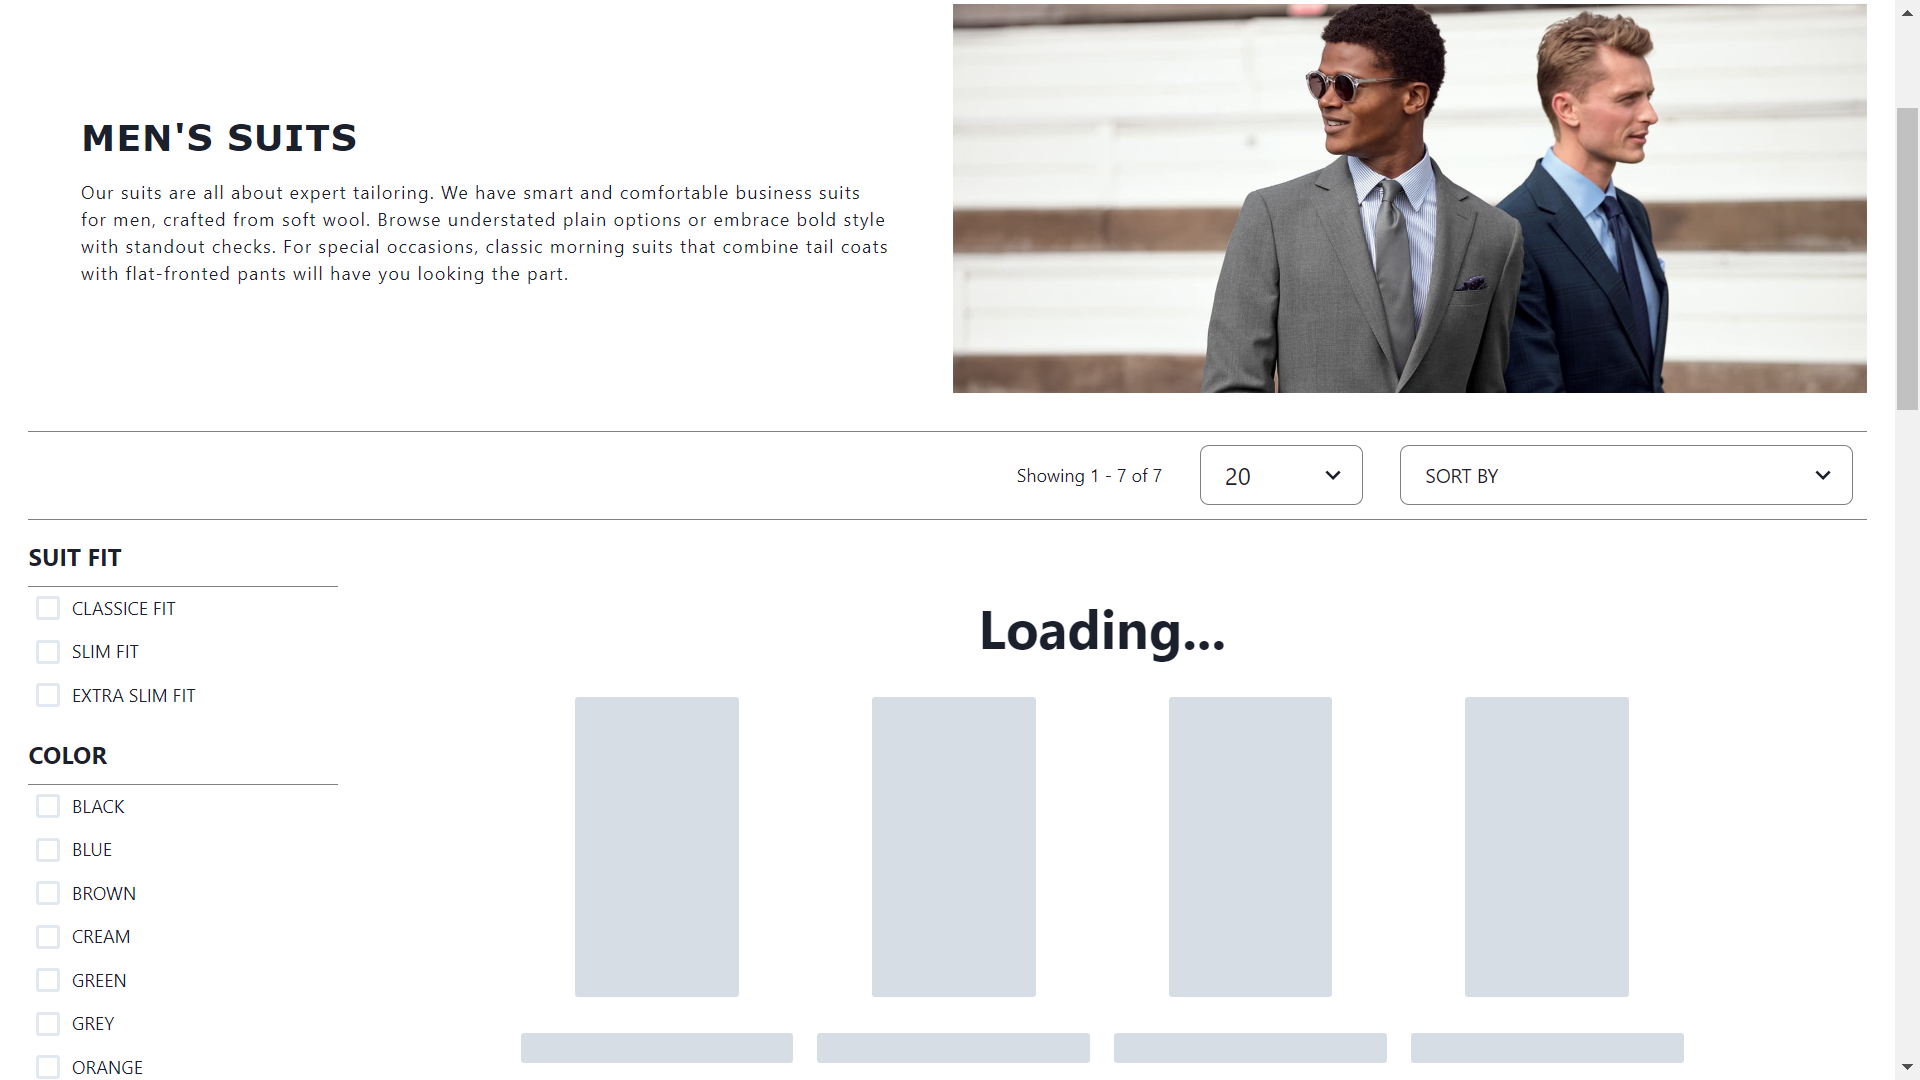 MEN'S SUITS
Our suits are all about expert tailoring. We have smart and comfortable business suits
for men, crafted from soft wool. Browse understated plain options or embrace bold style
with standout checks. For special occasions, classic morning suits that combine tail coats
with flat-fronted pants will have you looking the part.
Showing 1 - 7 of 7
20
SORT BY
SUIT FIT
CLASSICE FIT
SLIM FIT
EXTRA SLIM FIT
Loading...
COLOR
BLACK
BLUE
BROWN
CREAM
GREEN
GREY
ORANGE